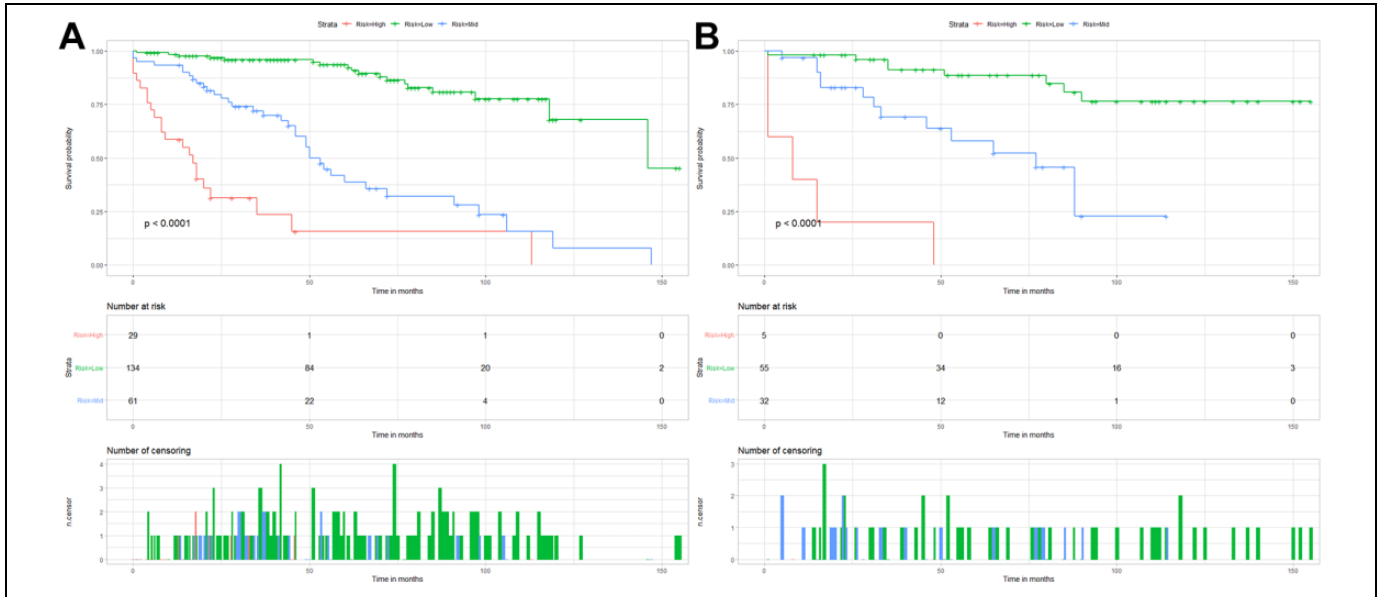 A
Strata Risk=High Risk=Low Risk=Mid
1.00
0.75
0.50
0.25
0.00
Survival probability
p < 0.0001
0 50 100 150
Time in months
Number at risk
Strata
Risk=High 29 1 1 0
Risk=Low 134 84 20 2
Risk=Mid 61 22 4 0
0 50 100 150
Time in months
Number of censoring
n.censor
4
3
2
1
0
0 50 100 150
Time in months
B
Strata Risk=High Risk=Low Risk=Mid
1.00
0.75
0.50
0.25
0.00
Survival probability
p < 0.0001
0 50 100 150
Time in months
Number at risk
Strata
Risk=High 5 0 0 0
Risk=Low 55 34 16 3
Risk=Mid 32 12 1 0
0 50 100 150
Time in months
Number of censoring
n.censor
3
2
1
0
0 50 100 150
Time in months